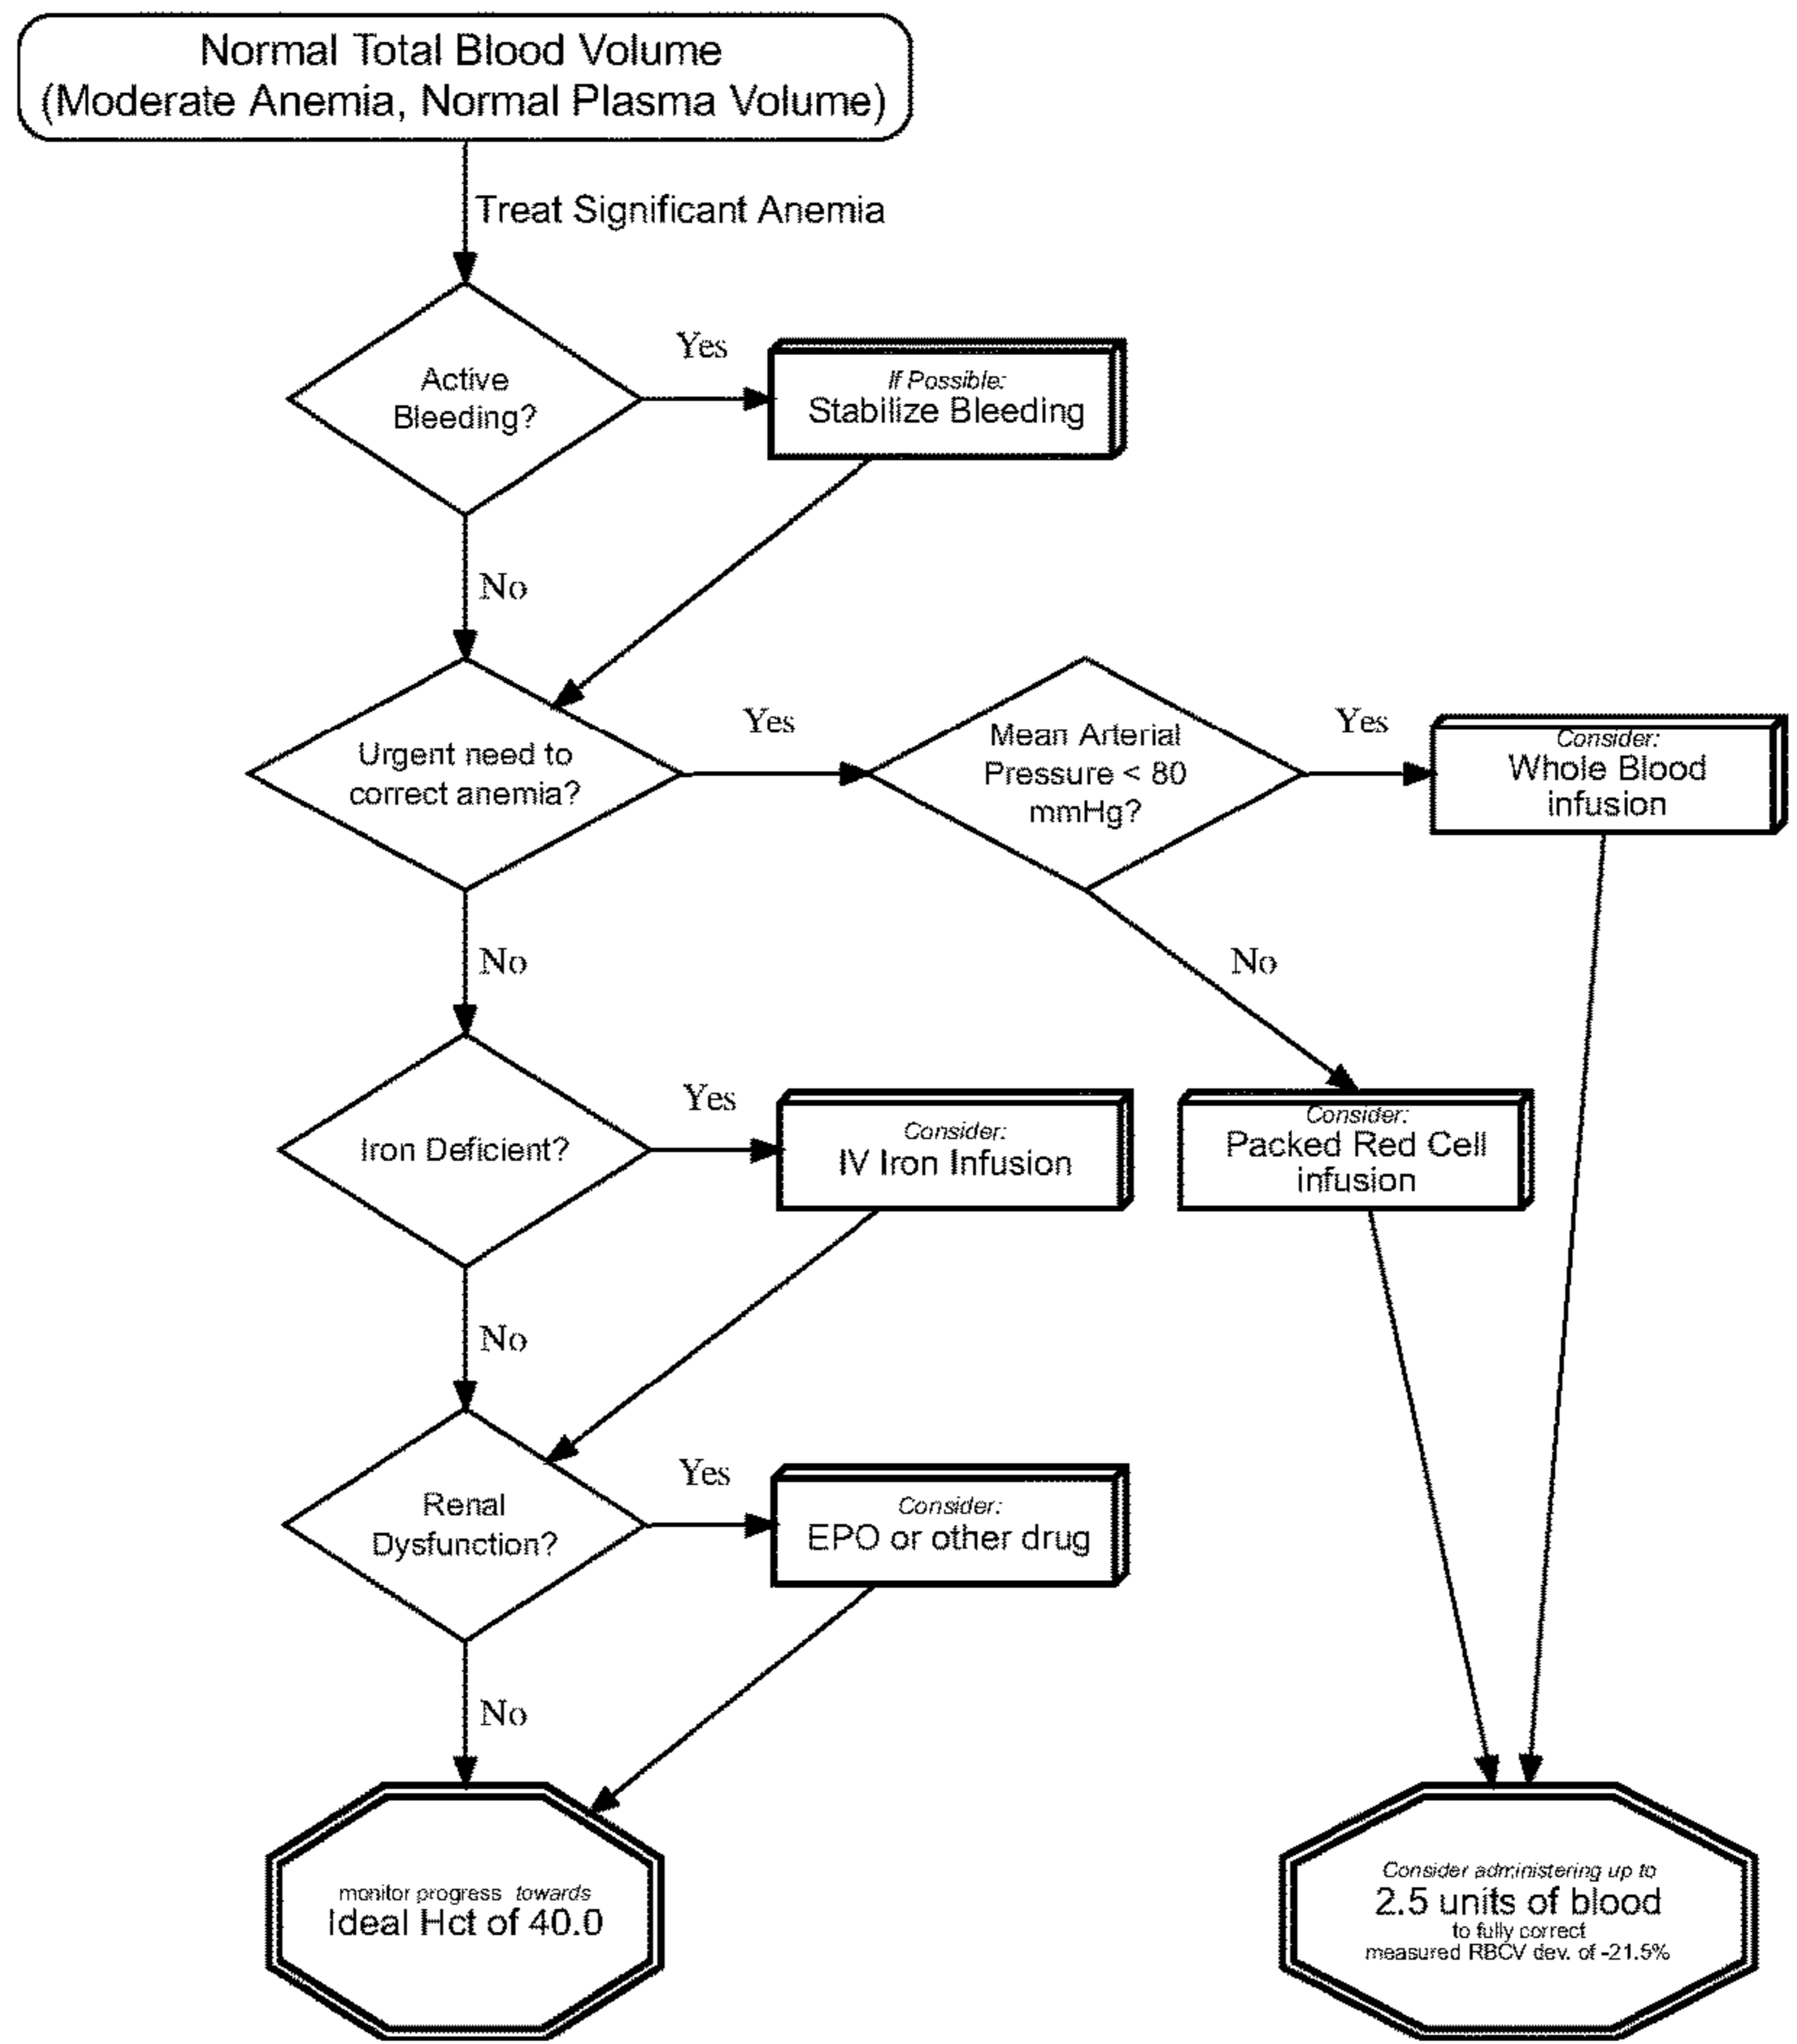 Normal Total Blood Volume
(Moderate Anemia, Normal Plasma Volume)
Treat Significant Anemia
Active
Bleeding?
Yes
If Possible:
Stabilize Bleeding
No
Urgent need to
correct anemia?
Yes
Mean Arterial
Pressure < 80
mmHg?
Yes
Consider:
Whole Blood
infusion
No
No
Iron Deficient?
Yes
Consider:
IV Iron Infusion
Consider:
Packed Red Cell
infusion
No
Renal
Dysfunction?
Yes
Consider:
EPO or other drug
No
monitor progress towards
Ideal Hct of 40.0
Consider administering up to
2.5 units of blood
to fully correct
measured RBCV dev. of -21.5%